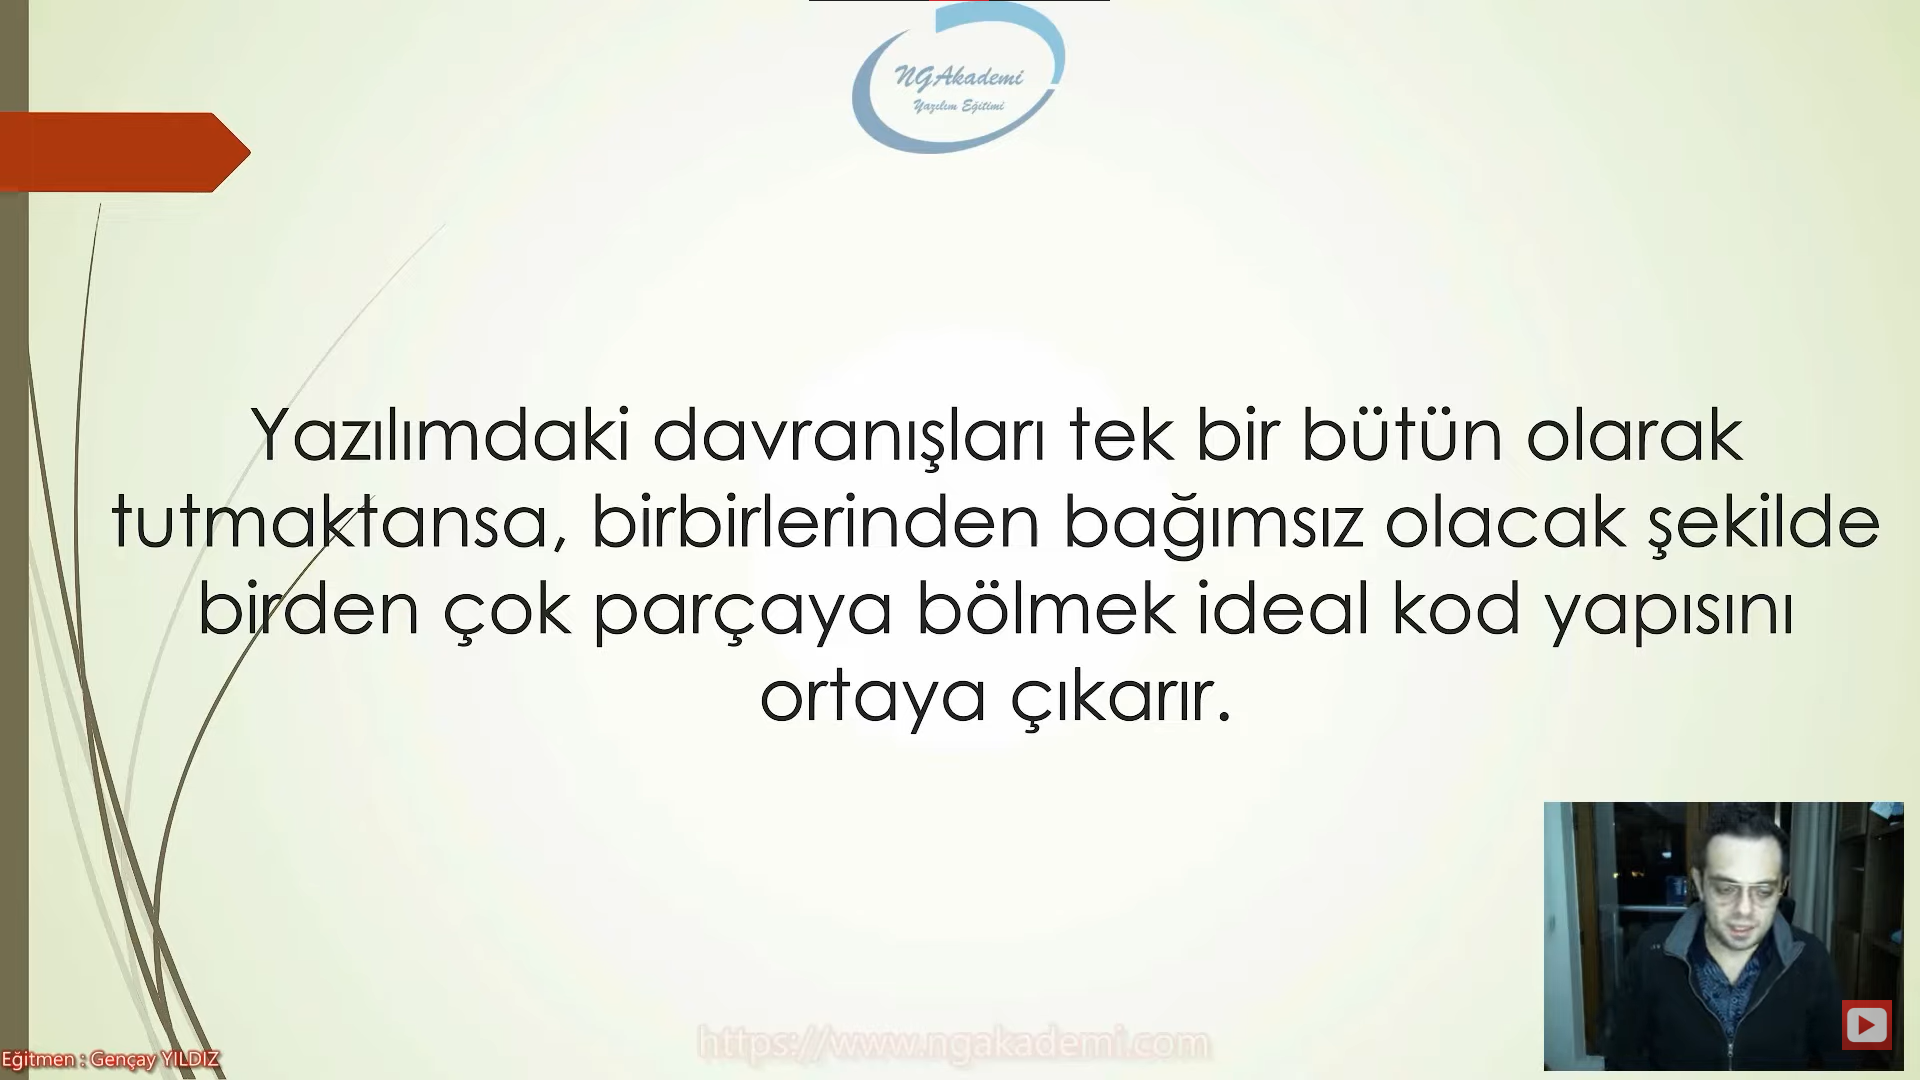 NGAkademi
Yazılım Eğitimi
Yazılımdaki davranışları tek bir bütün olarak
tutmaktansa, birbirlerinden bağımsız olacak şekilde
birden çok parçaya bölmek ideal kod yapısını
ortaya çıkarır.
https://www.ngakademi.com
Eğitmen : Gençay YILDIZ